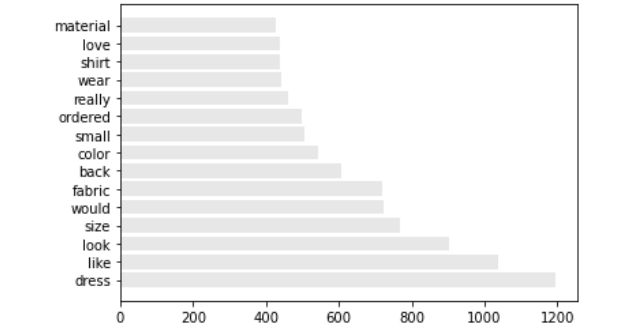 material
love
shirt
wear
really
ordered
small
color
back
fabric
would
size
look
like
dress
0 200 400 600 800 1000 1200